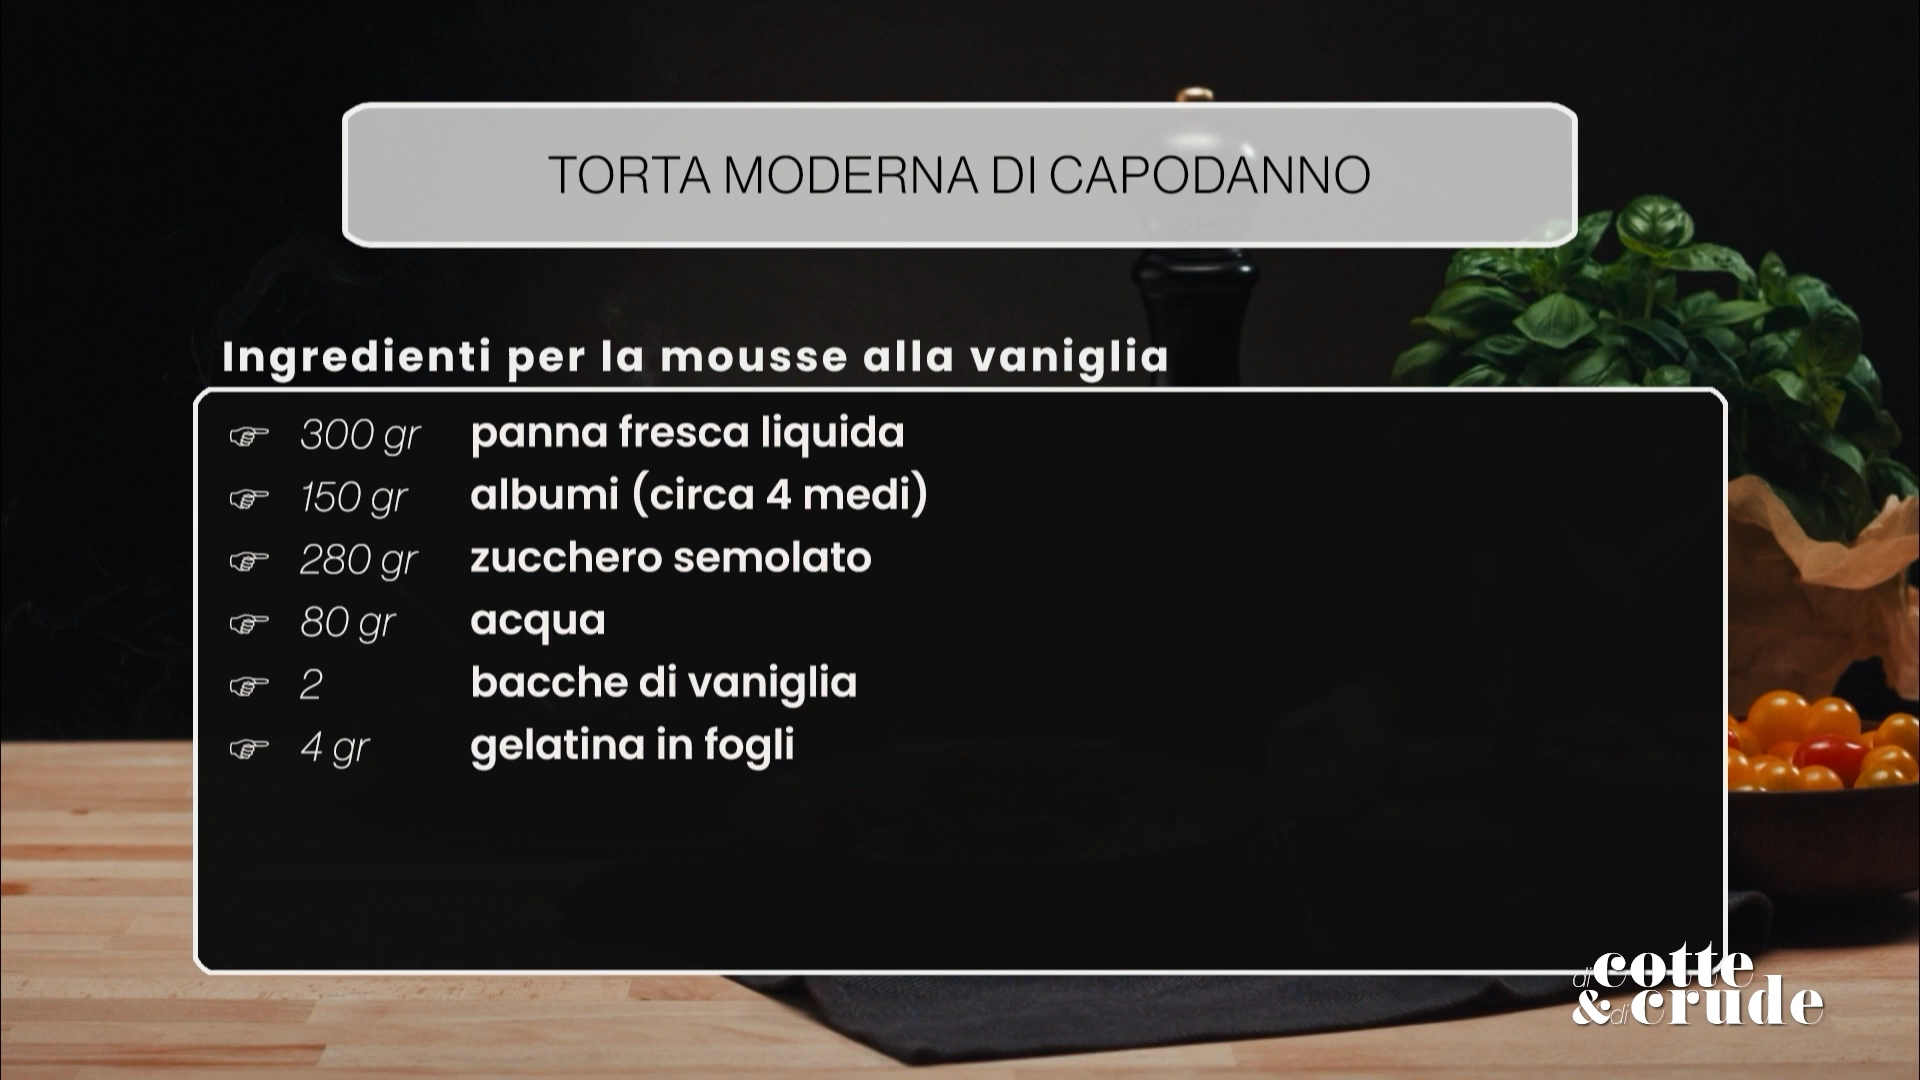 TORTA MODERNA DI CAPODANNO
Ingredienti per la mousse alla vaniglia
☞ 300 gr panna fresca liquida
☞ 150 gr albumi (circa 4 medi)
☞ 280 gr zucchero semolato
☞ 80 gr acqua
☞ 2 bacche di vaniglia
☞ 4 gr gelatina in fogli
di cotte
& di crude